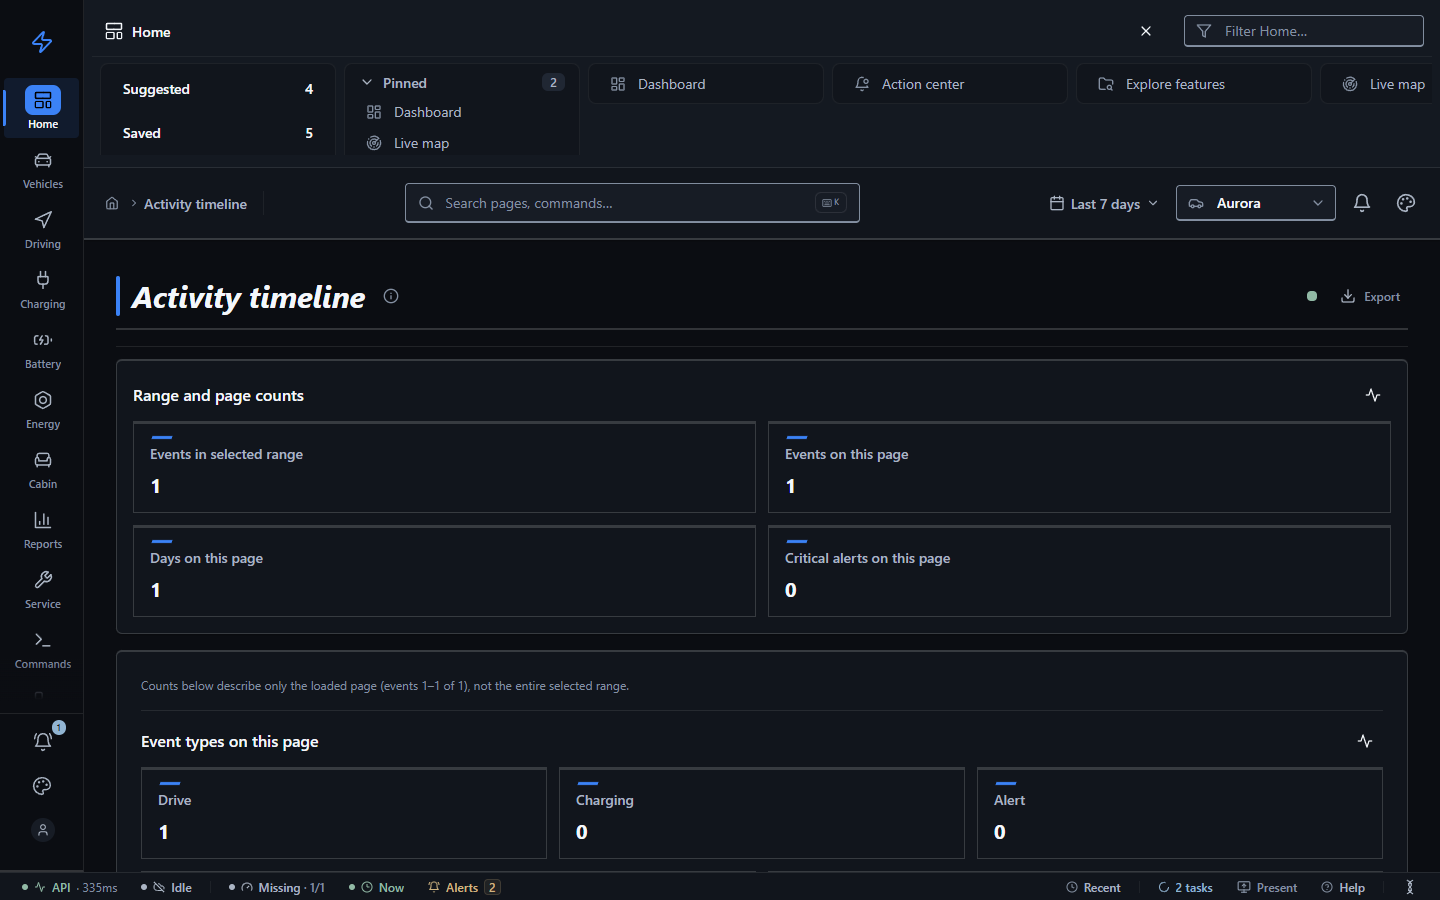 Home
Filter Home...
Suggested 4
Saved 5
Pinned 2
Dashboard
Live map
Dashboard
Action center
Explore features
Live map
Home
Vehicles
Driving
Charging
Battery
Energy
Cabin
Reports
Service
Commands
1
Activity timeline
Search pages, commands...
K
Last 7 days
Aurora
Activity timeline
Export
Range and page counts
Events in selected range
1
Events on this page
1
Days on this page
1
Critical alerts on this page
0
Counts below describe only the loaded page (events 1–1 of 1), not the entire selected range.
Event types on this page
Drive
1
Charging
0
Alert
0
API · 335ms
Idle
Missing · 1/1
Now
Alerts 2
Recent
2 tasks
Present
Help